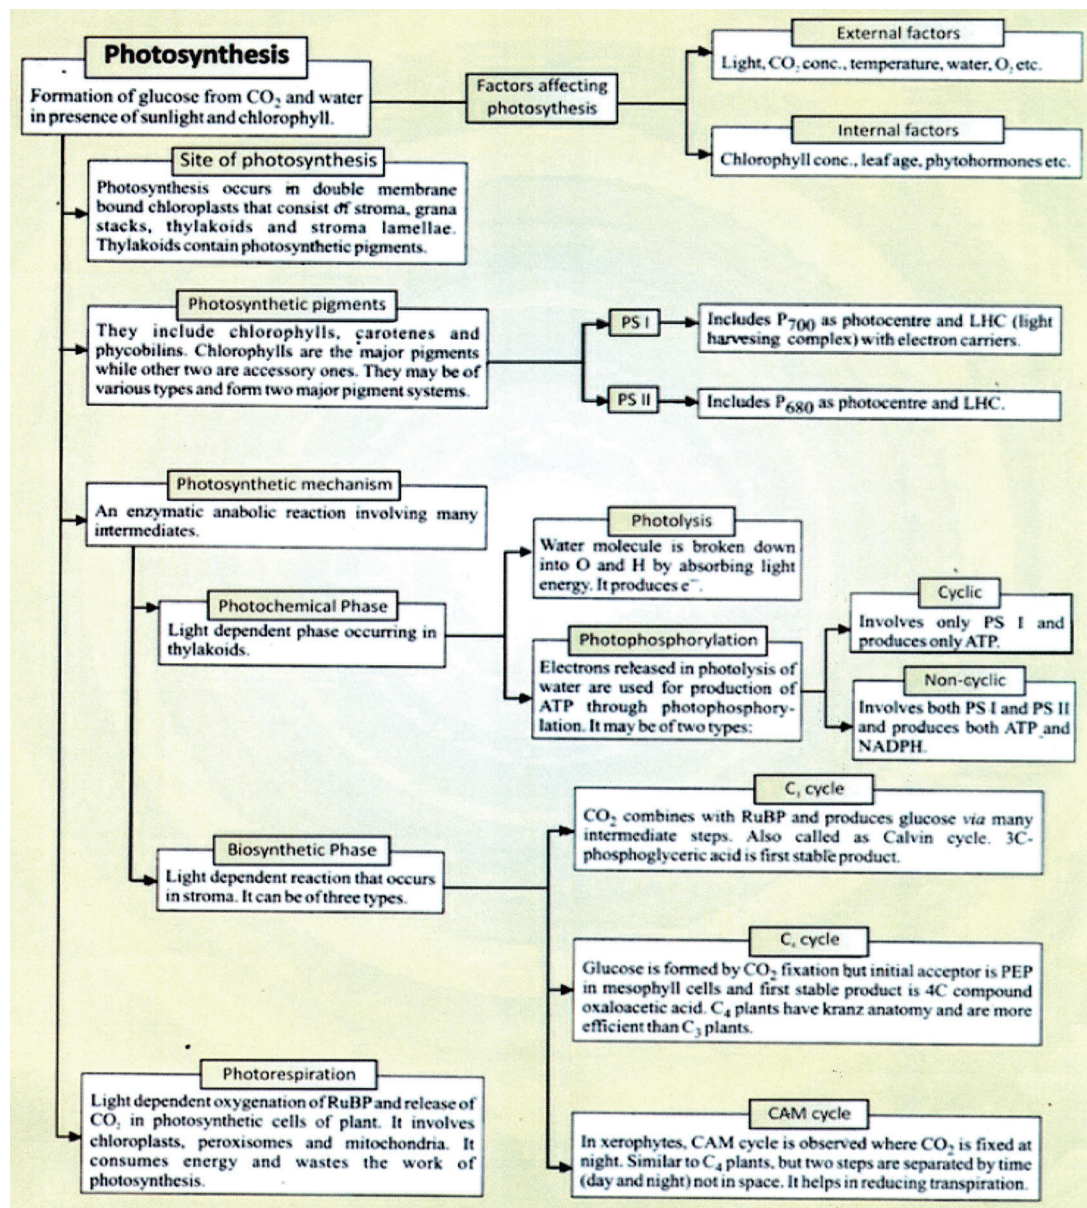 Photosynthesis
Formation of glucose from CO₂ and water
in presence of sunlight and chlorophyll.
Factors affecting
photosythesis
External factors
Light, CO₂ conc., temperature, water, O₂ etc.
Internal factors
Chlorophyll conc., leaf age, phytohormones etc.
Site of photosynthesis
Photosynthesis occurs in double membrane
bound chloroplasts that consist of stroma, grana
stacks, thylakoids and stroma lamellae.
Thylakoids contain photosynthetic pigments.
Photosynthetic pigments
They include chlorophylls, carotenes and
phycobilins. Chlorophylls are the major pigments
while other two are accessory ones. They may be of
various types and form two major pigment systems.
PS I
Includes P₇₀₀ as photocentre and LHC (light
harvesing complex) with electron carriers.
PS II
Includes P₆₈₀ as photocentre and LHC.
Photosynthetic mechanism
An enzymatic anabolic reaction involving many
intermediates.
Photochemical Phase
Light dependent phase occurring in
thylakoids.
Photolysis
Water molecule is broken down
into O and H by absorbing light
energy. It produces e⁻.
Photophosphorylation
Electrons released in photolysis of
water are used for production of
ATP through photophosphory-
lation. It may be of two types:
Cyclic
Involves only PS I and
produces only ATP.
Non-cyclic
Involves both PS I and PS II
and produces both ATP and
NADPH.
Biosynthetic Phase
Light dependent reaction that occurs
in stroma. It can be of three types.
C₃ cycle
CO₂ combines with RuBP and produces glucose via many
intermediate steps. Also called as Calvin cycle. 3C-
phosphoglyceric acid is first stable product.
C₄ cycle
Glucose is formed by CO₂ fixation but initial acceptor is PEP
in mesophyll cells and first stable product is 4C compound
oxaloacetic acid. C₄ plants have kranz anatomy and are more
efficient than C₃ plants.
CAM cycle
In xerophytes, CAM cycle is observed where CO₂ is fixed at
night. Similar to C₄ plants, but two steps are separated by time
(day and night) not in space. It helps in reducing transpiration.
Photorespiration
Light dependent oxygenation of RuBP and release of
CO₂ in photosynthetic cells of plant. It involves
chloroplasts, peroxisomes and mitochondria. It
consumes energy and wastes the work of
photosynthesis.